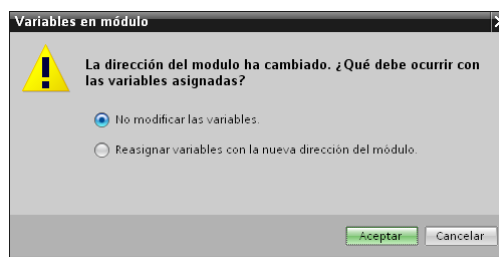 Variables en módulo
La dirección del modulo ha cambiado. ¿Qué debe ocurrir con
las variables asignadas?
No modificar las variables.
Reasignar variables con la nueva dirección del módulo.
Aceptar
Cancelar